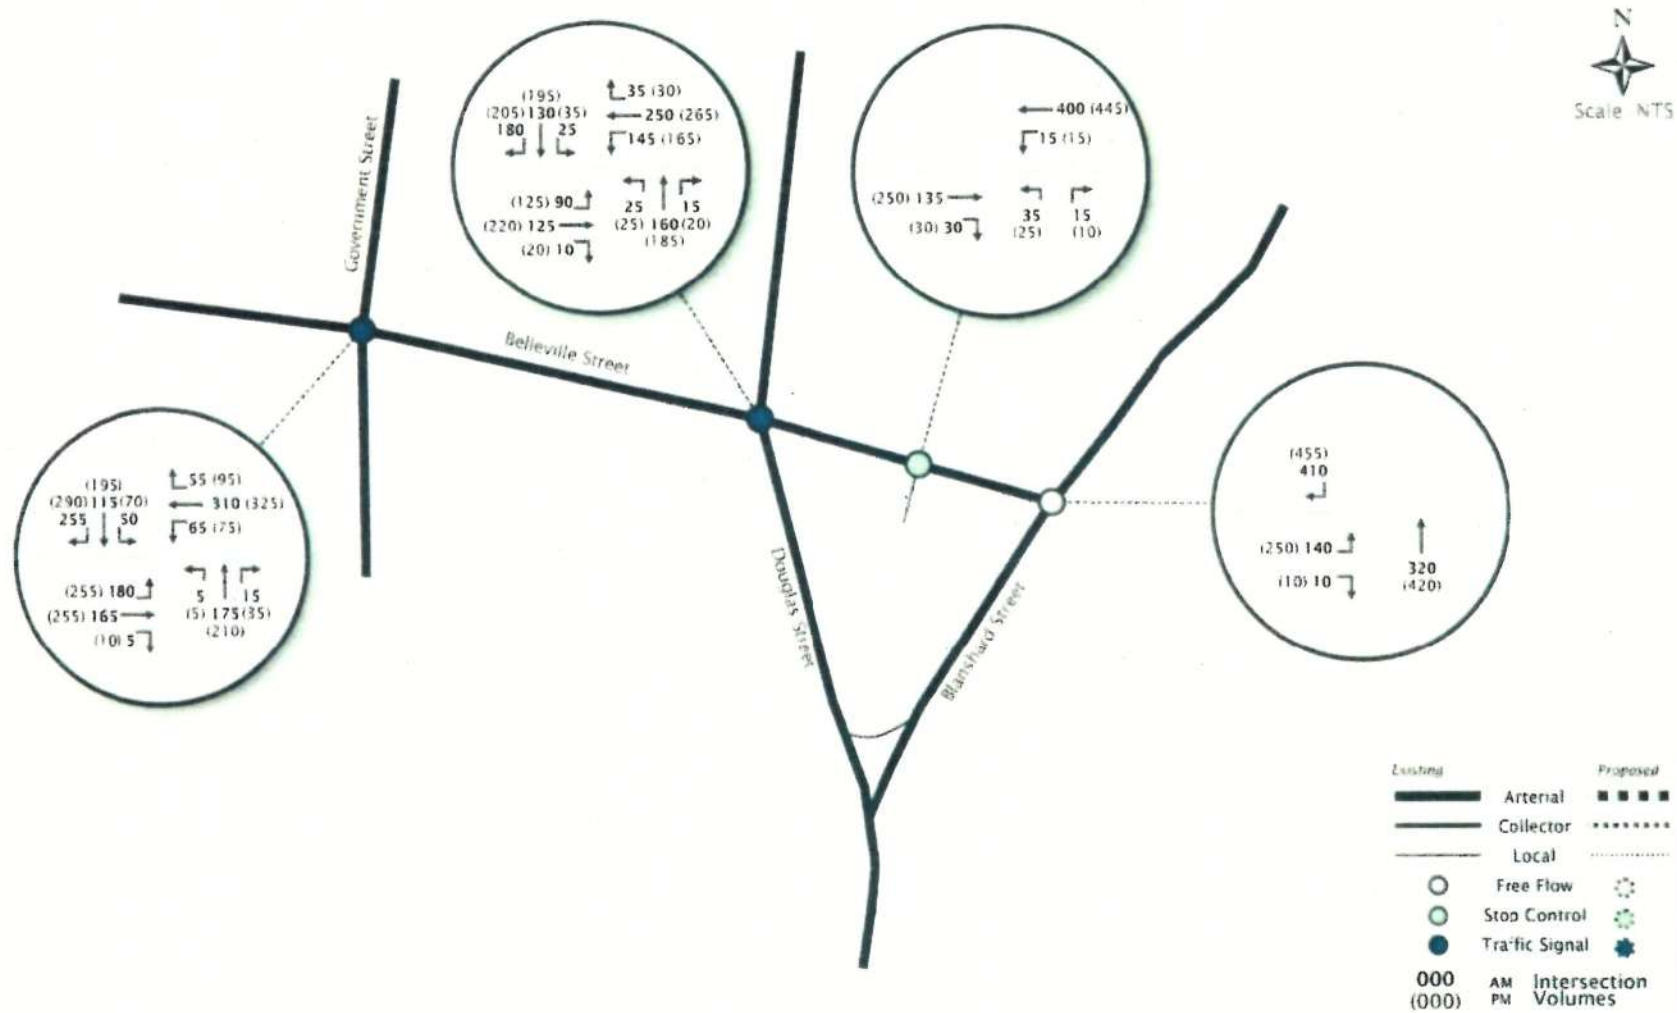 N
Scale NTS
(195)
(205) 130 (35)
180 25
35 (30)
250 (265)
145 (165)
(125) 90
(220) 125
(20) 10
25 15
(25) 160 (20)
(185)
400 (445)
15 (15)
(250) 135
(30) 30
35 15
(25) (10)
Government Street
Belleville Street
Douglas Street
Blanshard Street
(195)
(290) 115 (70)
255 50
55 (95)
310 (325)
65 (75)
(255) 180
(255) 165
(10) 5
5 15
(5) 175 (35)
(210)
(455)
410
(250) 140
(10) 10
320
(420)
Existing Proposed
Arterial
Collector
Local
Free Flow
Stop Control
Traffic Signal
000 AM Intersection
(000) PM Volumes